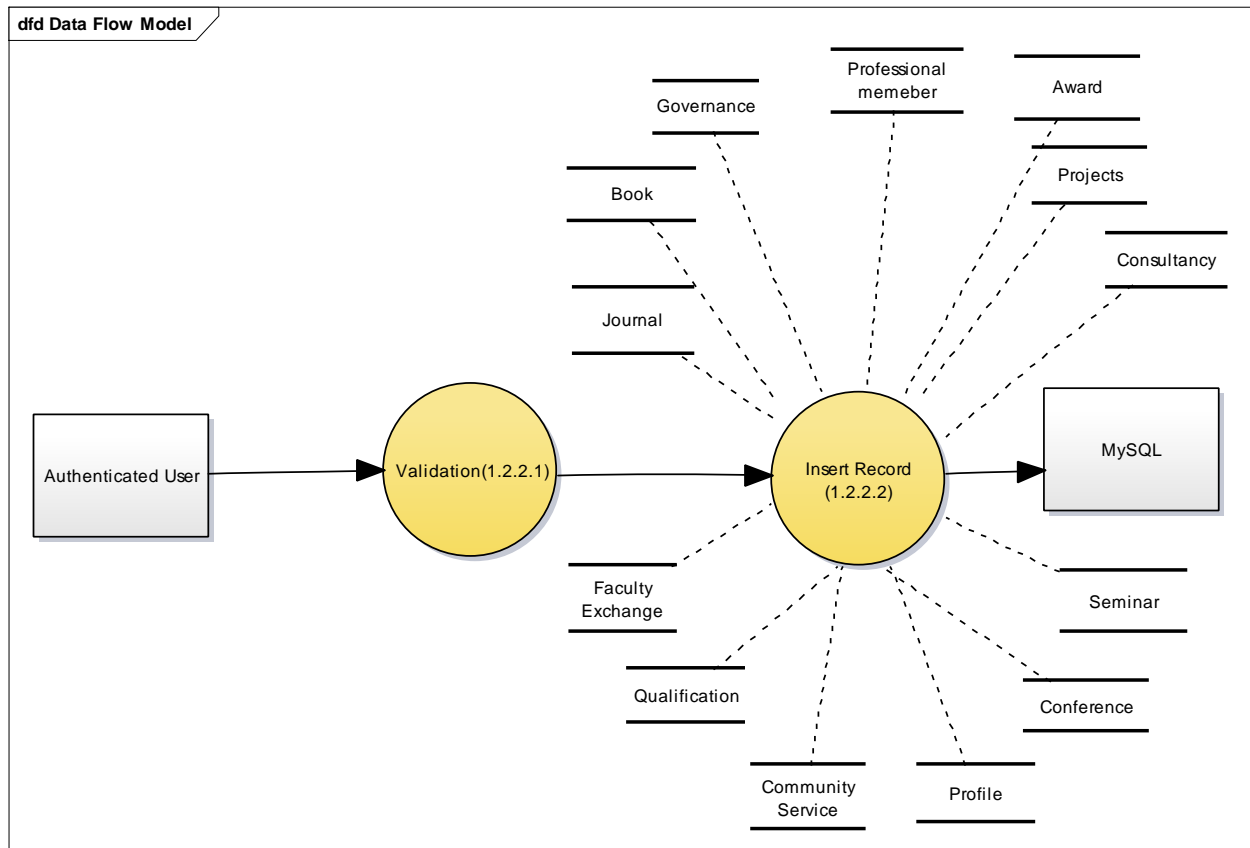 dfd Data Flow Model
Professional
memeber
Award
Governance
Projects
Book
Consultancy
Journal
Authenticated User
Validation(1.2.2.1)
Insert Record
(1.2.2.2)
MySQL
Faculty
Exchange
Seminar
Qualification
Conference
Community
Service
Profile